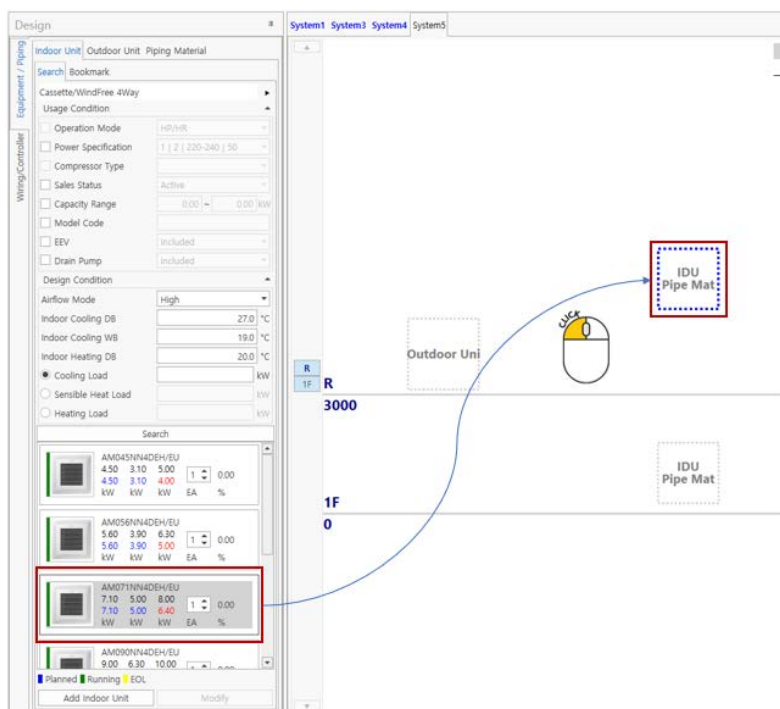 Design
System1 System3 System4 System5
Equipment / Piping
Wiring/Controller
Indoor Unit Outdoor Unit Piping Material
Search Bookmark
Cassette/WindFree 4Way
Usage Condition
Operation Mode HP/HR
Power Specification 1 | 2 | 220-240 | 50
Compressor Type
Sales Status Active
Capacity Range 0.00 ~ 0.00 kW
Model Code
EEV Included
Drain Pump Included
Design Condition
Airflow Mode High
Indoor Cooling DB 27.0 °C
Indoor Cooling WB 19.0 °C
Indoor Heating DB 20.0 °C
Cooling Load kW
Sensible Heat Load kW
Heating Load kW
Search
AM045NN4DEH/EU
4.50 3.10 5.00
4.50 3.10 4.00 1 0.00
kW kW kW EA %
AM056NN4DEH/EU
5.60 3.90 6.30
5.60 3.90 5.00 1 0.00
kW kW kW EA %
AM071NN4DEH/EU
7.10 5.00 8.00
7.10 5.00 6.40 1 0.00
kW kW kW EA %
AM090NN4DEH/EU
9.00 6.30 10.00
Planned Running EOL
Add Indoor Unit Modify
IDU
Pipe Mat
CLICK
Outdoor Uni
R
1F
R
3000
IDU
Pipe Mat
1F
0